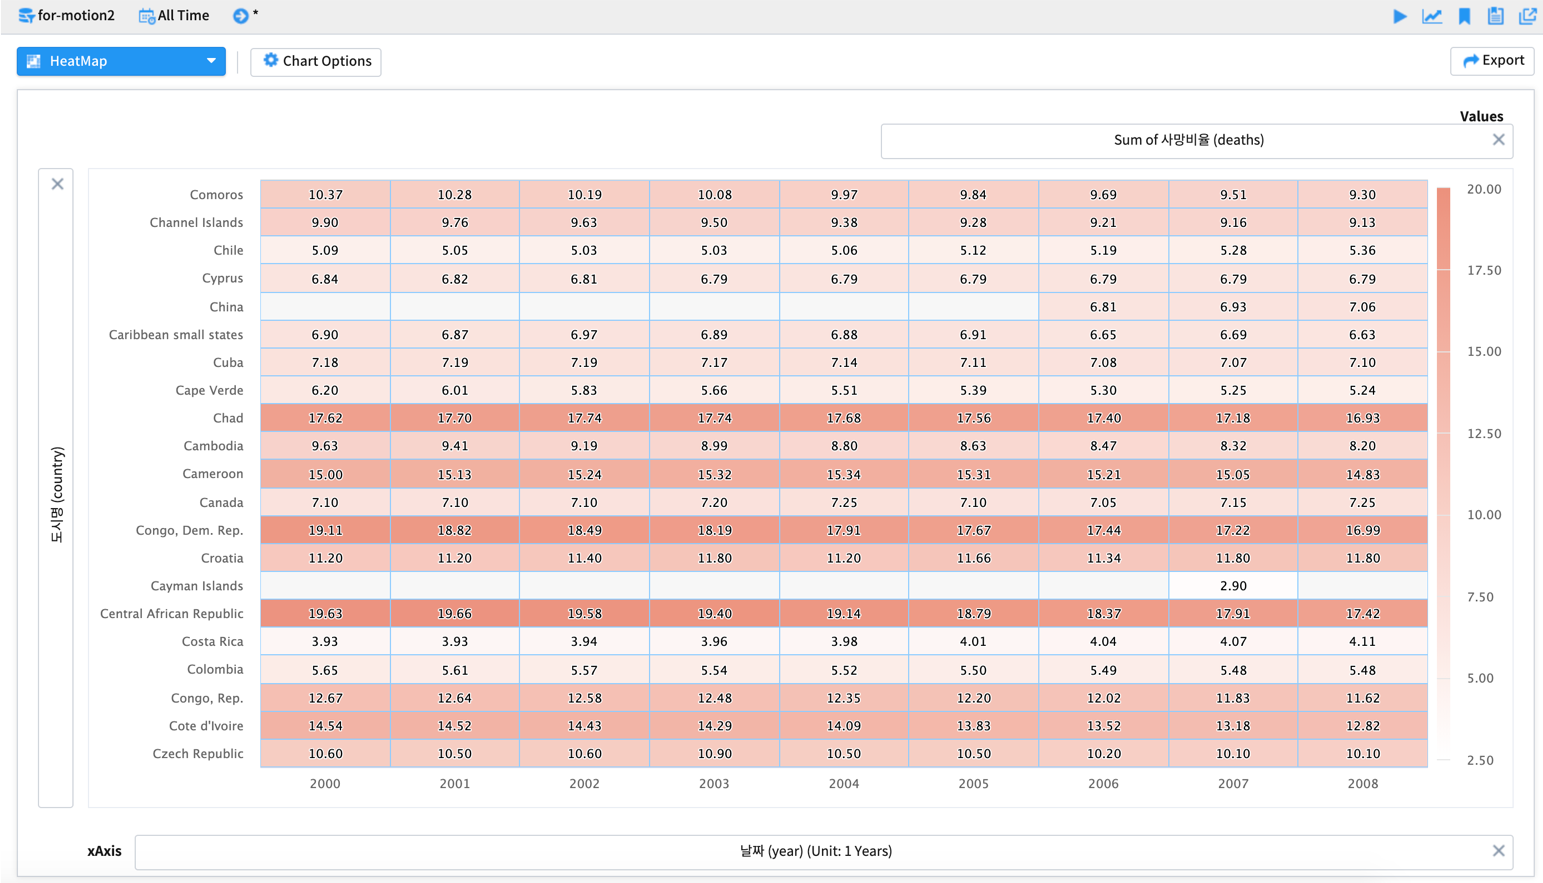 for-motion2 All Time *
HeatMap Chart Options Export
Values
Sum of 사망비율 (deaths)
도시명 (country)
Comoros 10.37 10.28 10.19 10.08 9.97 9.84 9.69 9.51 9.30
Channel Islands 9.90 9.76 9.63 9.50 9.38 9.28 9.21 9.16 9.13
Chile 5.09 5.05 5.03 5.03 5.06 5.12 5.19 5.28 5.36
Cyprus 6.84 6.82 6.81 6.79 6.79 6.79 6.79 6.79 6.79
China 6.81 6.93 7.06
Caribbean small states 6.90 6.87 6.97 6.89 6.88 6.91 6.65 6.69 6.63
Cuba 7.18 7.19 7.19 7.17 7.14 7.11 7.08 7.07 7.10
Cape Verde 6.20 6.01 5.83 5.66 5.51 5.39 5.30 5.25 5.24
Chad 17.62 17.70 17.74 17.74 17.68 17.56 17.40 17.18 16.93
Cambodia 9.63 9.41 9.19 8.99 8.80 8.63 8.47 8.32 8.20
Cameroon 15.00 15.13 15.24 15.32 15.34 15.31 15.21 15.05 14.83
Canada 7.10 7.10 7.10 7.20 7.25 7.10 7.05 7.15 7.25
Congo, Dem. Rep. 19.11 18.82 18.49 18.19 17.91 17.67 17.44 17.22 16.99
Croatia 11.20 11.20 11.40 11.80 11.20 11.66 11.34 11.80 11.80
Cayman Islands 2.90
Central African Republic 19.63 19.66 19.58 19.40 19.14 18.79 18.37 17.91 17.42
Costa Rica 3.93 3.93 3.94 3.96 3.98 4.01 4.04 4.07 4.11
Colombia 5.65 5.61 5.57 5.54 5.52 5.50 5.49 5.48 5.48
Congo, Rep. 12.67 12.64 12.58 12.48 12.35 12.20 12.02 11.83 11.62
Cote d'Ivoire 14.54 14.52 14.43 14.29 14.09 13.83 13.52 13.18 12.82
Czech Republic 10.60 10.50 10.60 10.90 10.50 10.50 10.20 10.10 10.10
2000 2001 2002 2003 2004 2005 2006 2007 2008
20.00
17.50
15.00
12.50
10.00
7.50
5.00
2.50
xAxis 날짜 (year) (Unit: 1 Years)